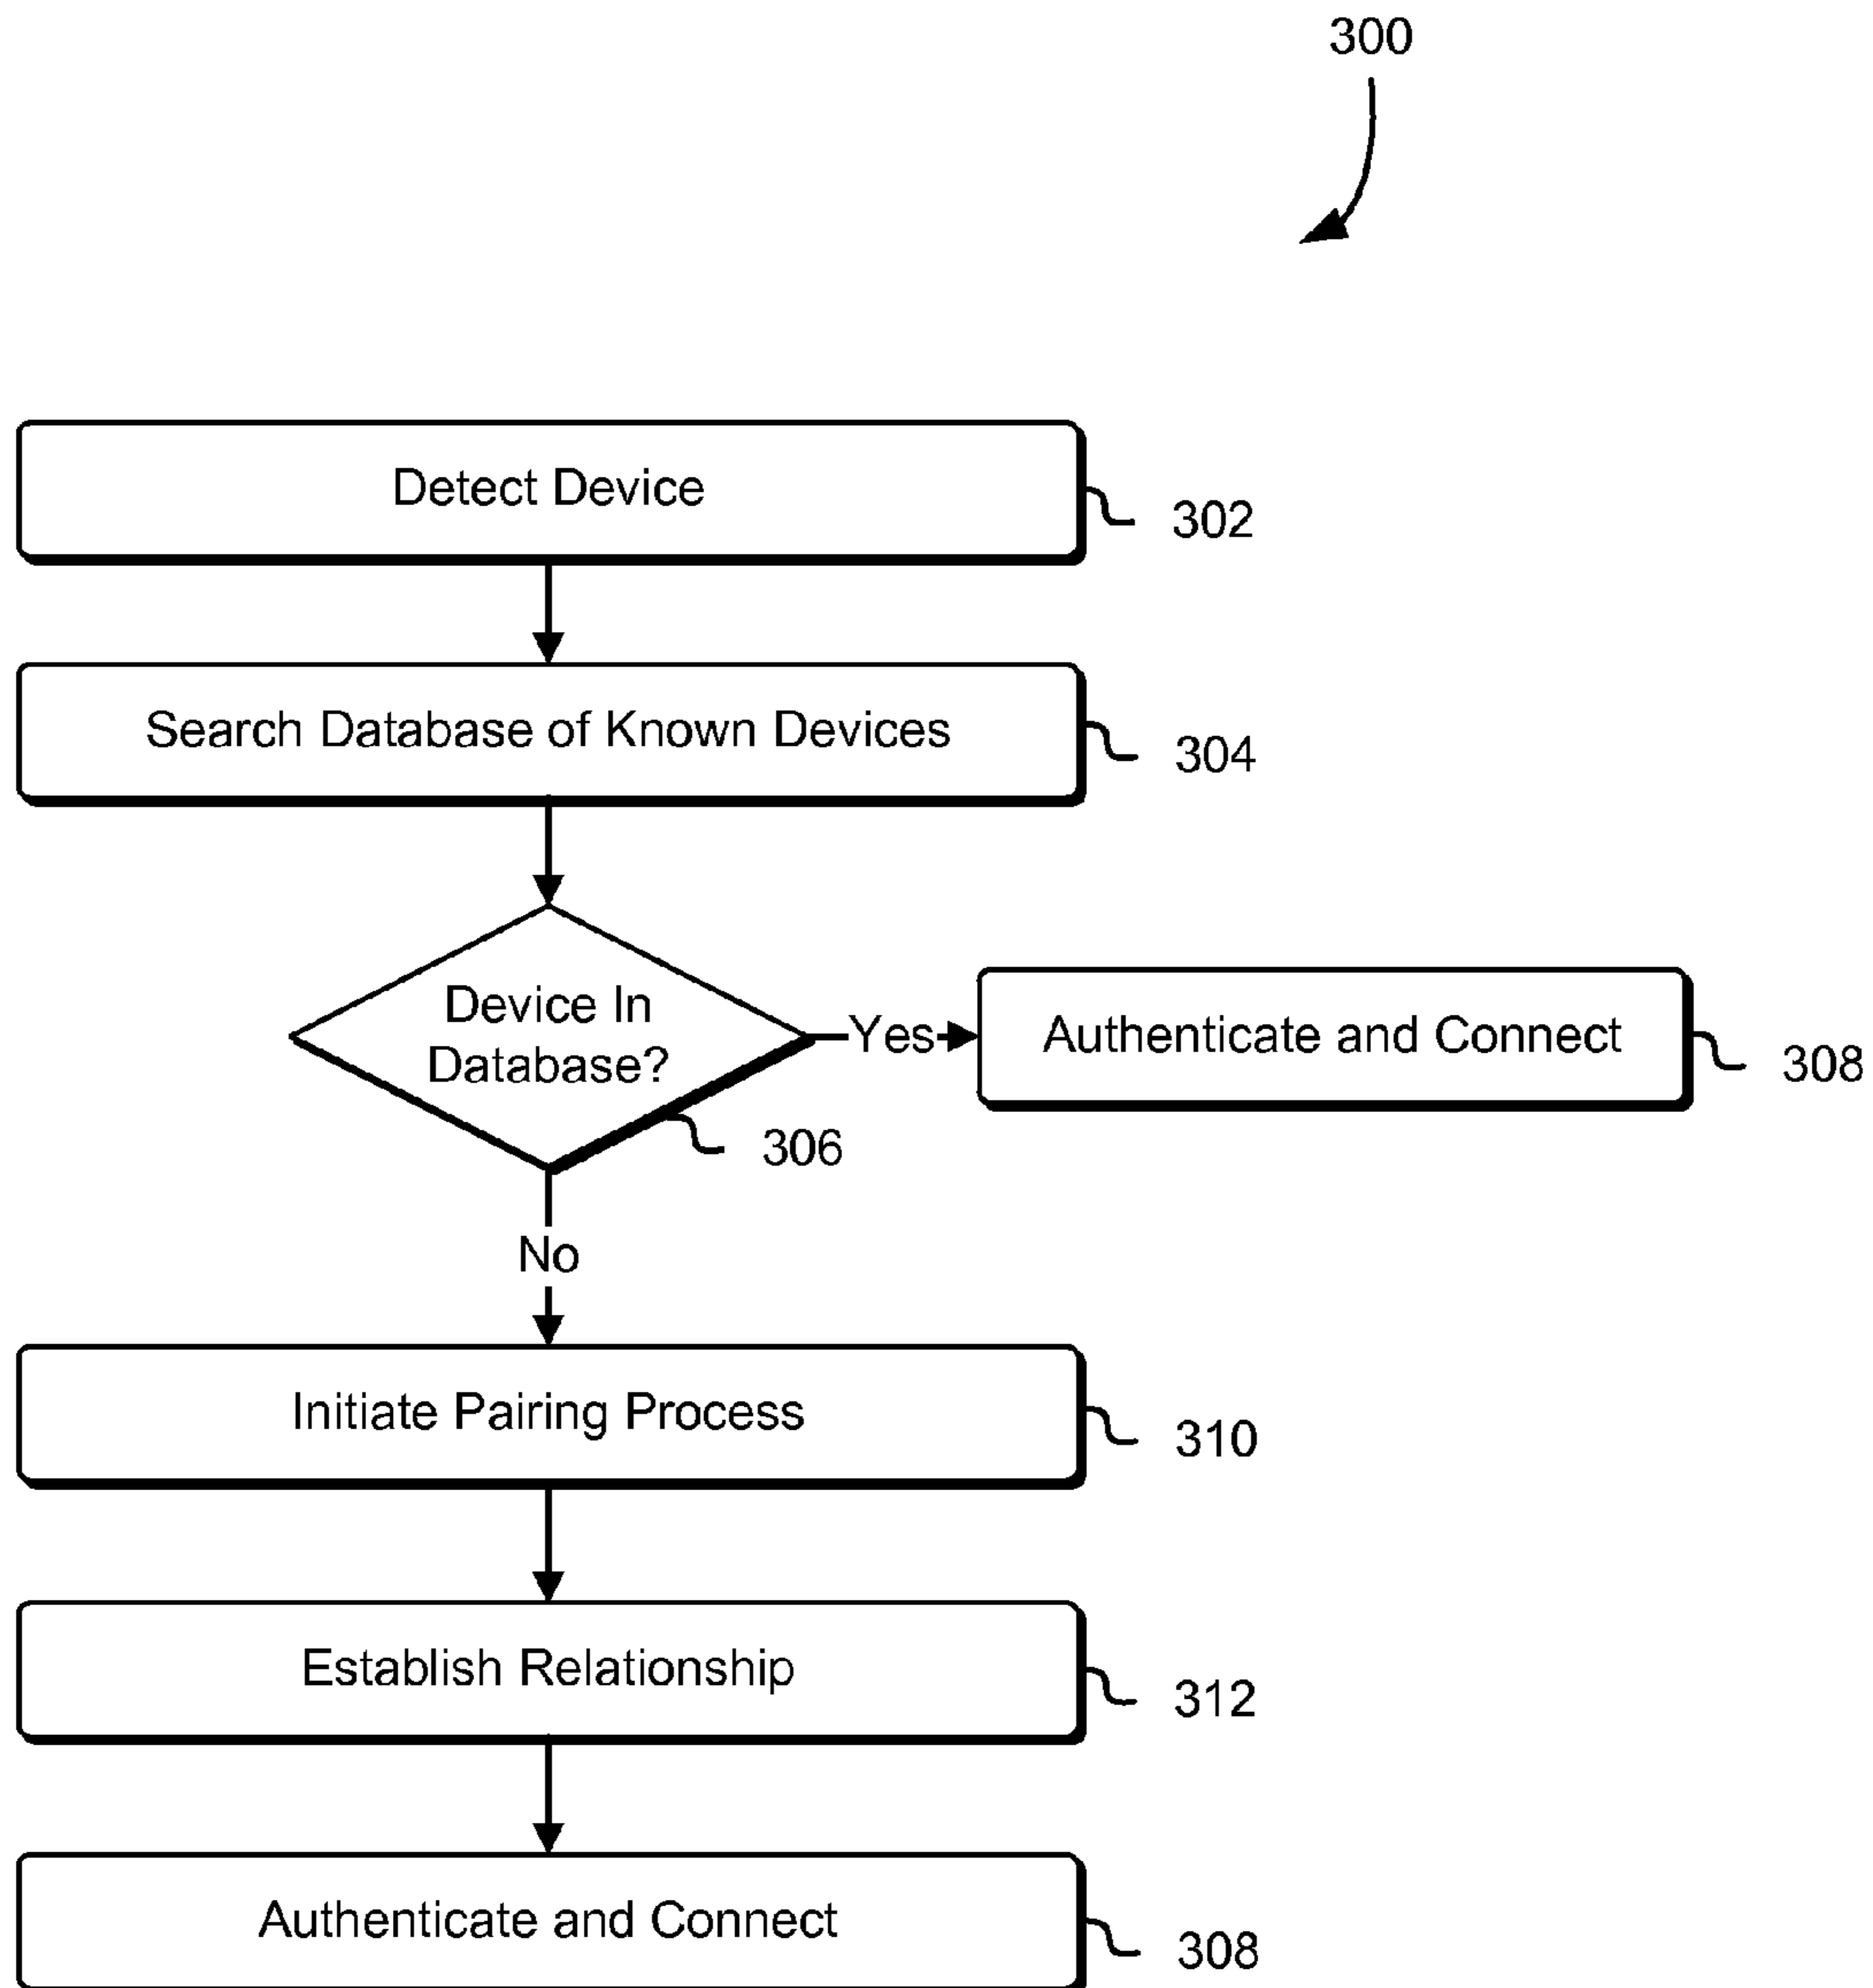 300
Detect Device
302
Search Database of Known Devices
304
Device In
Database?
306
Yes
Authenticate and Connect
308
No
Initiate Pairing Process
310
Establish Relationship
312
Authenticate and Connect
308